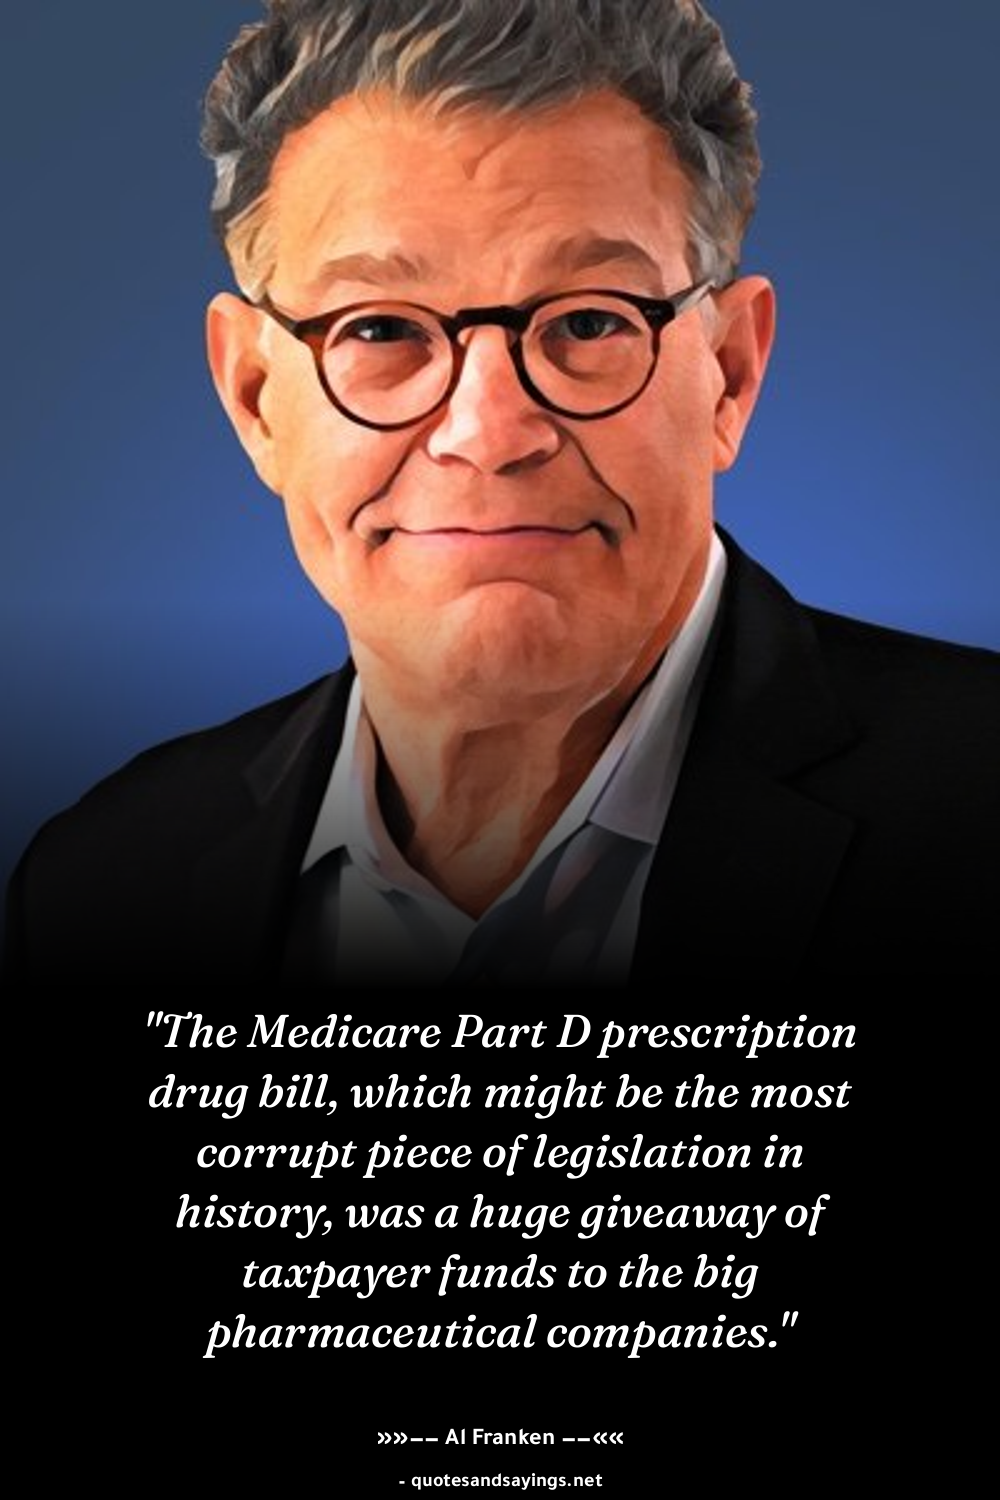 "The Medicare Part D prescription
drug bill, which might be the most
corrupt piece of legislation in
history, was a huge giveaway of
taxpayer funds to the big
pharmaceutical companies."
»»–– Al Franken ––««
- quotesandsayings.net